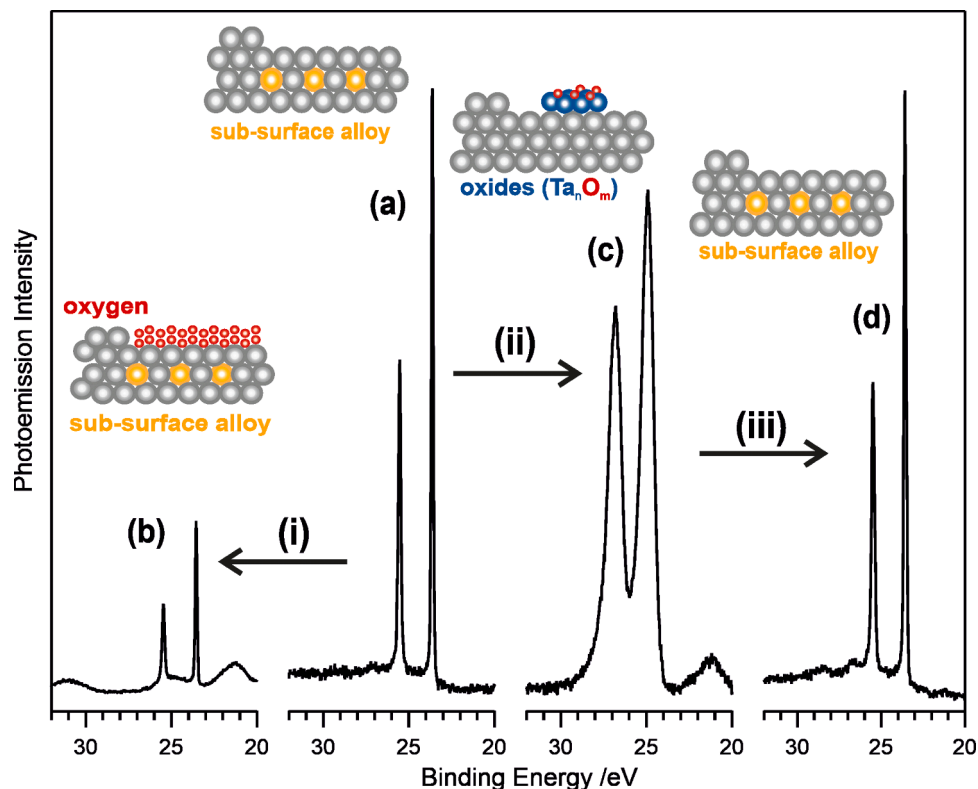 sub-surface alloy
(a)
oxides (TaₙOₘ)
(c)
sub-surface alloy
(d)
oxygen
sub-surface alloy
(b)
(i)
(ii)
(iii)
Photoemission Intensity
30 25 20
30 25 20
30 25 20
30 25 20
Binding Energy /eV